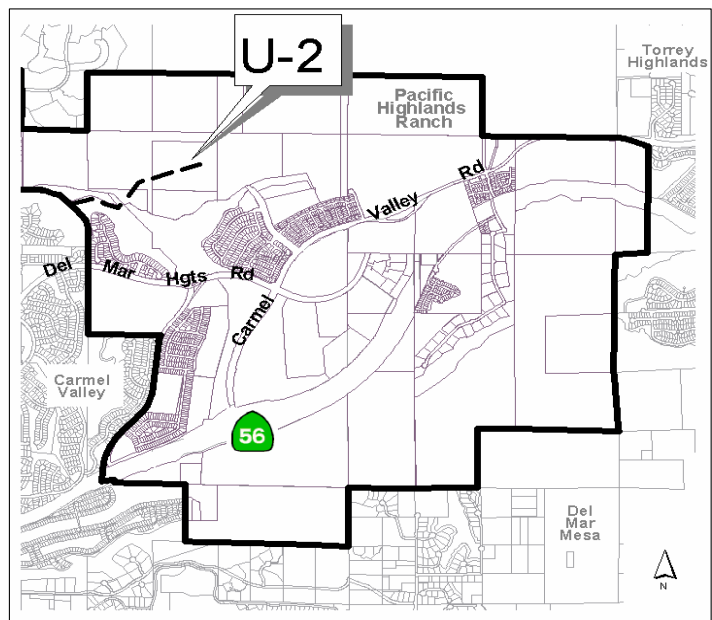 U-2
Torrey
Highlands
Pacific
Highlands
Ranch
Valley Rd
Del Mar Hgts Rd
Carmel
Carmel
Valley
56
Del
Mar
Mesa
N